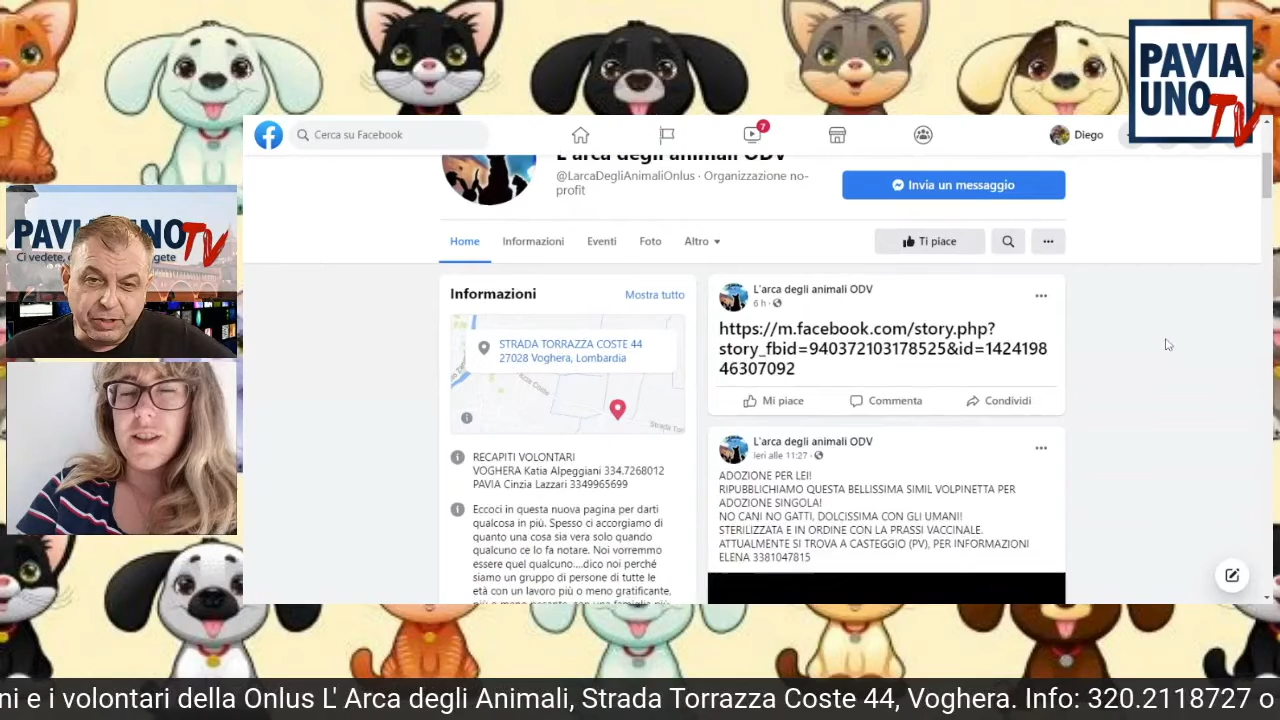 PAVIA
UNO
TV
Cerca su Facebook
7
Diego
L'arca degli animali ODV
@LarcaDegliAnimaliOnlus · Organizzazione no-
profit
Invia un messaggio
Home
Informazioni
Eventi
Foto
Altro
Ti piace
PAVIA UNO TV
Ci vedete,
Informazioni
Mostra tutto
STRADA TORRAZZA COSTE 44
27028 Voghera, Lombardia
RECAPITI VOLONTARI
VOGHERA Katia Alpeggiani 334.7268012
PAVIA Cinzia Lazzari 3349965699
Eccoci in questa nuova pagina per darti
qualcosa in più. Spesso ci accorgiamo di
quanto una cosa sia vera solo quando
qualcuno ce lo fa notare. Noi vorremmo
essere quel qualcuno....dico noi perché
siamo un gruppo di persone di tutte le
età con un lavoro più o meno gratificante,
L'arca degli animali ODV
6 h ·
https://m.facebook.com/story.php?
story_fbid=940372103178525&id=1424198
46307092
Mi piace
Commenta
Condividi
L'arca degli animali ODV
Ieri alle 11:27 ·
ADOZIONE PER LEI!
RIPUBBLICHIAMO QUESTA BELLISSIMA SIMIL VOLPINETTA PER
ADOZIONE SINGOLA!
NO CANI NO GATTI, DOLCISSIMA CON GLI UMANI!
STERILIZZATA E IN ORDINE CON LA PRASSI VACCINALE.
ATTUALMENTE SI TROVA A CASTEGGIO (PV), PER INFORMAZIONI
ELENA 3381047815
ni e i volontari della Onlus L' Arca degli Animali, Strada Torrazza Coste 44, Voghera. Info: 320.2118727 o